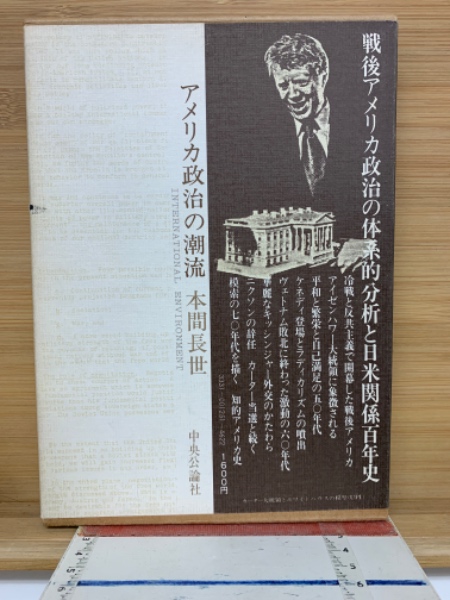 戦後アメリカ政治の体系的分析と日米関係百年史
冷戦と反共主義で開幕した戦後アメリカ
アイゼンハワー大統領に象徴される
平和と繁栄と自己満足の五〇年代
ケネディ登場とラディカリズムの噴出
ヴェトナム敗北に終わった激動の六〇年代
華麗なキッシンジャー外交のかたわら
ニクソンの辞任 カーター当選と続く
模索の七〇年代を描く 知的アメリカ史
1600円
アメリカ政治の潮流 本間長世
INTERNATIONAL ENVIRONMENT
中央公論社